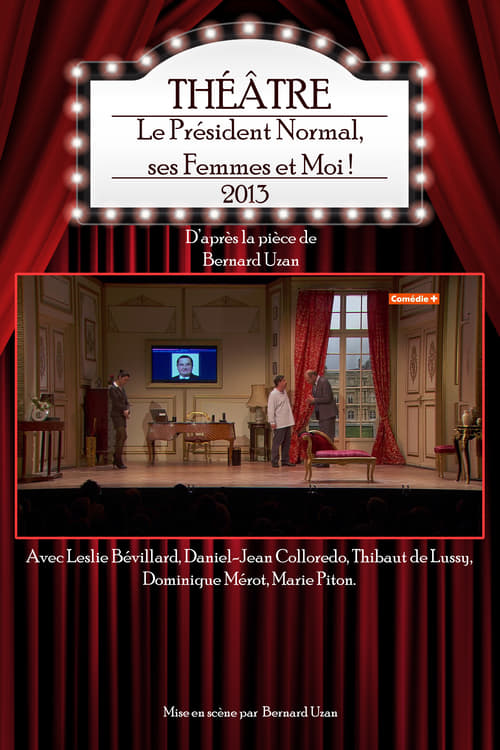 THÉÂTRE
Le Président Normal,
ses Femmes et Moi !
2013
D'après la pièce de
Bernard Uzan
Comédie +
Avec Leslie Bévillard, Daniel-Jean Colloredo, Thibaut de Lussy,
Dominique Mérot, Marie Piton.
Mise en scène par Bernard Uzan